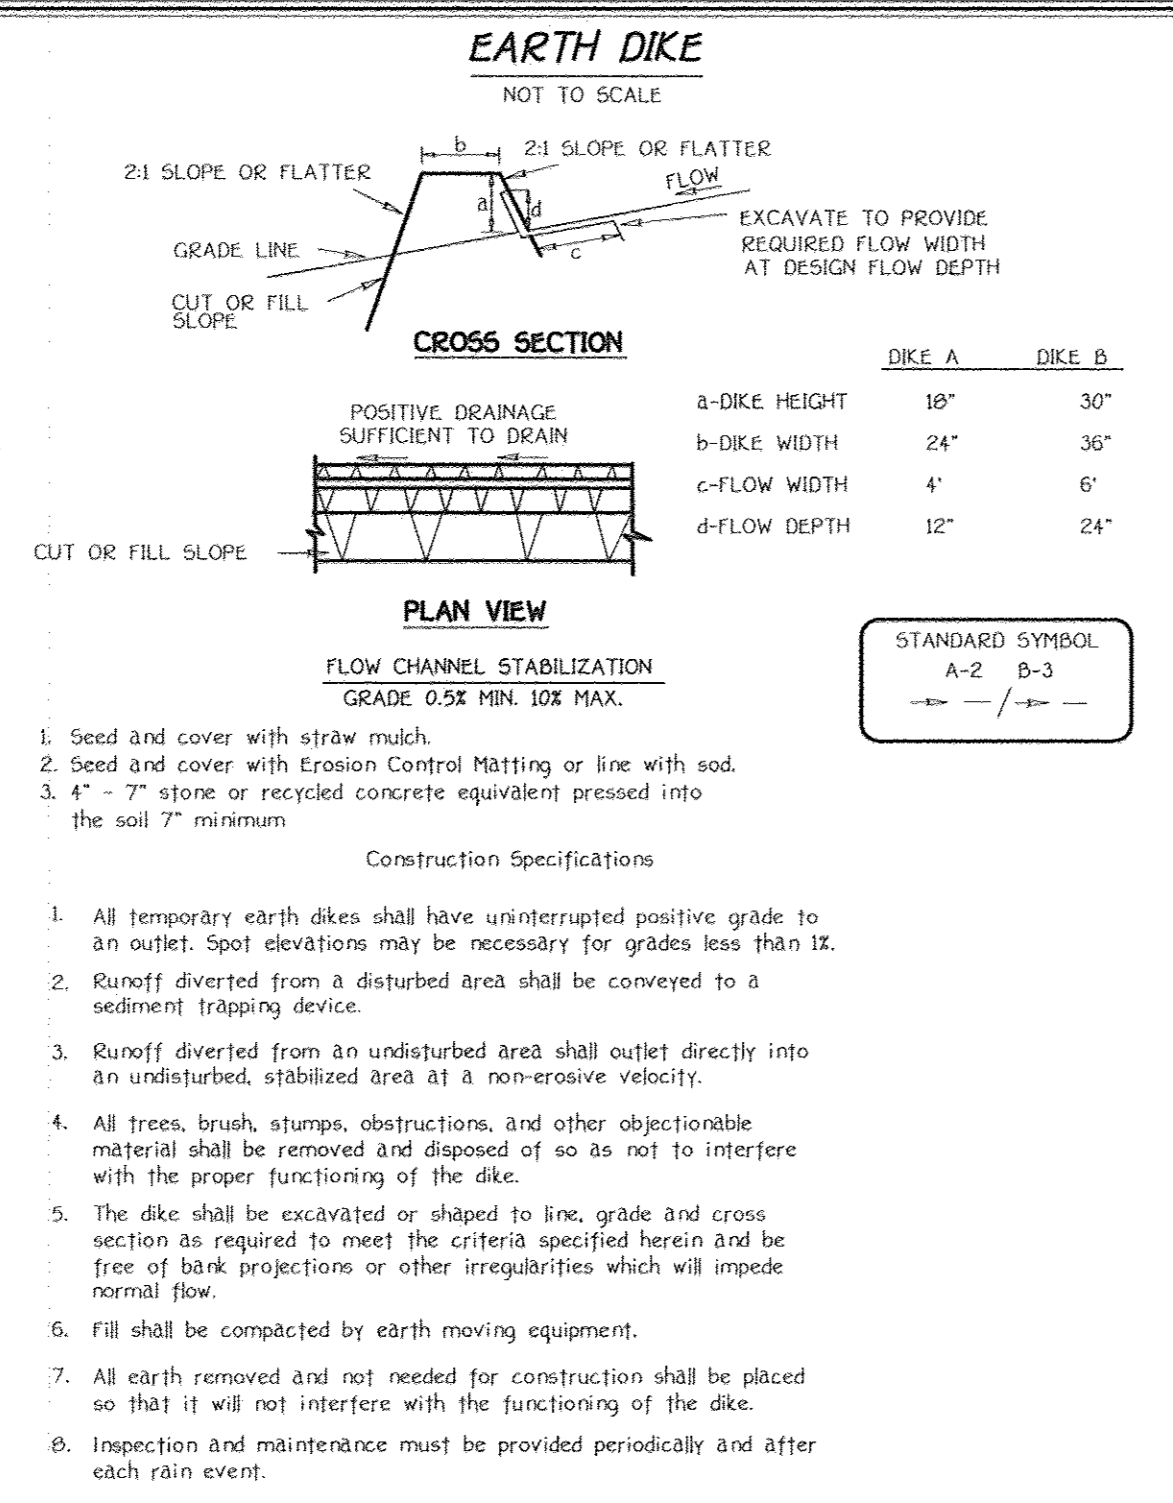 EARTH DIKE
NOT TO SCALE
b
2:1 SLOPE OR FLATTER
2:1 SLOPE OR FLATTER
FLOW
a
d
EXCAVATE TO PROVIDE
REQUIRED FLOW WIDTH
AT DESIGN FLOW DEPTH
GRADE LINE
c
CUT OR FILL
SLOPE
CROSS SECTION
DIKE A DIKE B
a-DIKE HEIGHT 18" 30"
b-DIKE WIDTH 24" 36"
c-FLOW WIDTH 4' 6'
d-FLOW DEPTH 12" 24"
POSITIVE DRAINAGE
SUFFICIENT TO DRAIN
CUT OR FILL SLOPE
PLAN VIEW
STANDARD SYMBOL
A-2 B-3
/
FLOW CHANNEL STABILIZATION
GRADE 0.5% MIN. 10% MAX.
1. Seed and cover with straw mulch.
2. Seed and cover with Erosion Control Matting or line with sod.
3. 4" - 7" stone or recycled concrete equivalent pressed into
the soil 7" minimum
Construction Specifications
1. All temporary earth dikes shall have uninterrupted positive grade to
an outlet. Spot elevations may be necessary for grades less than 1%.
2. Runoff diverted from a disturbed area shall be conveyed to a
sediment trapping device.
3. Runoff diverted from an undisturbed area shall outlet directly into
an undisturbed, stabilized area at a non-erosive velocity.
4. All trees, brush, stumps, obstructions, and other objectionable
material shall be removed and disposed of so as not to interfere
with the proper functioning of the dike.
5. The dike shall be excavated or shaped to line, grade and cross
section as required to meet the criteria specified herein and be
free of bank projections or other irregularities which will impede
normal flow.
6. Fill shall be compacted by earth moving equipment.
7. All earth removed and not needed for construction shall be placed
so that it will not interfere with the functioning of the dike.
8. Inspection and maintenance must be provided periodically and after
each rain event.